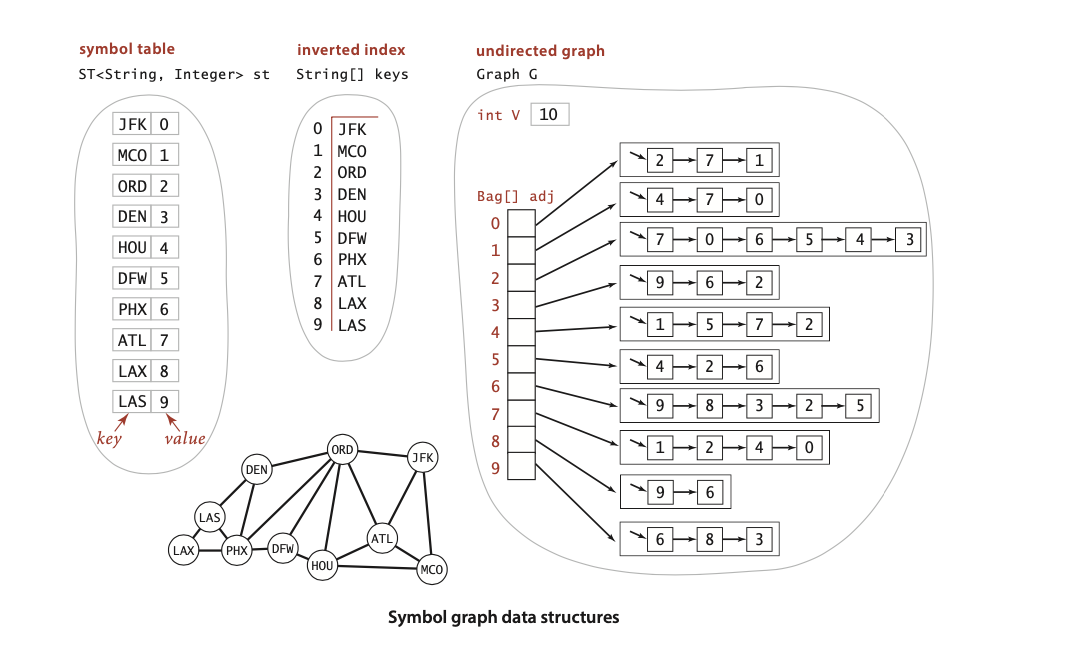 symbol table
ST<String, Integer> st
JFK 0
MCO 1
ORD 2
DEN 3
HOU 4
DFW 5
PHX 6
ATL 7
LAX 8
LAS 9
key value
inverted index
String[] keys
0 JFK
1 MCO
2 ORD
3 DEN
4 HOU
5 DFW
6 PHX
7 ATL
8 LAX
9 LAS
undirected graph
Graph G
int V 10
Bag[] adj
0
1
2
3
4
5
6
7
8
9
2 7 1
4 7 0
7 0 6 5 4 3
9 6 2
1 5 7 2
4 2 6
9 8 3 2 5
1 2 4 0
9 6
6 8 3
ORD
JFK
DEN
LAS
LAX
PHX
DFW
HOU
ATL
MCO
Symbol graph data structures